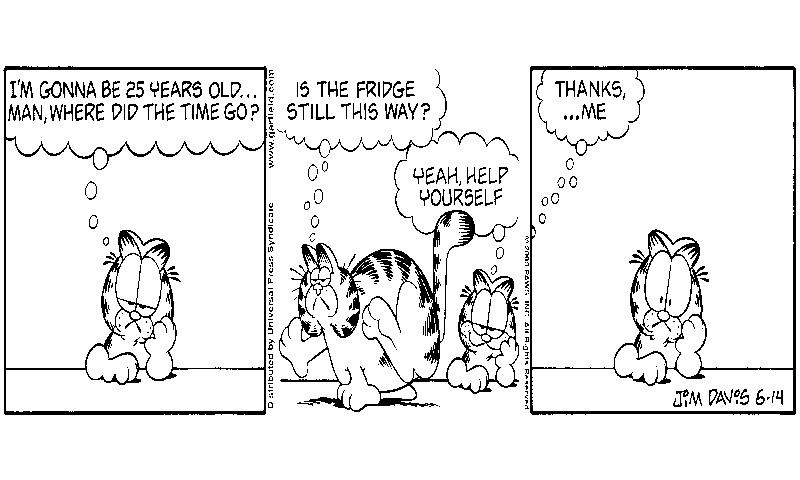 I'M GONNA BE 25 YEARS OLD...
MAN, WHERE DID THE TIME GO?
www.garfield.com
Distributed by Universal Press Syndicate
IS THE FRIDGE
STILL THIS WAY?
YEAH, HELP
YOURSELF
© 2003 PAWS, INC. All Rights Reserved
THANKS,
...ME
JIM DAVIS 6-14